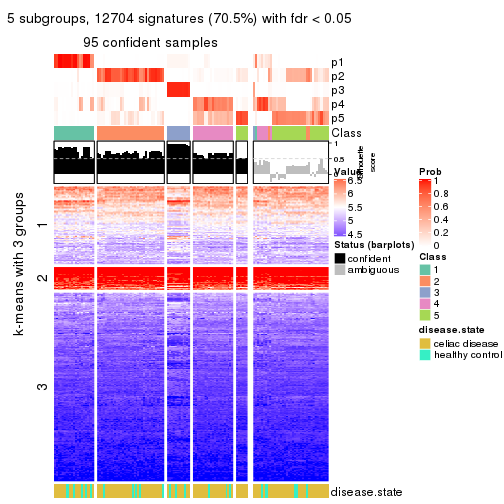 5 subgroups, 12704 signatures (70.5%) with fdr < 0.05
95 confident samples
p1
p2
p3
p4
p5
Class
1
0.5
0
silhouette
score
k-means with 3 groups
1
2
3
Value
6.5
6
5.5
5
4.5
Status (barplots)
confident
ambiguous
Prob
1
0.8
0.6
0.4
0.2
0
Class
1
2
3
4
5
disease.state
celiac disease
healthy control
disease.state